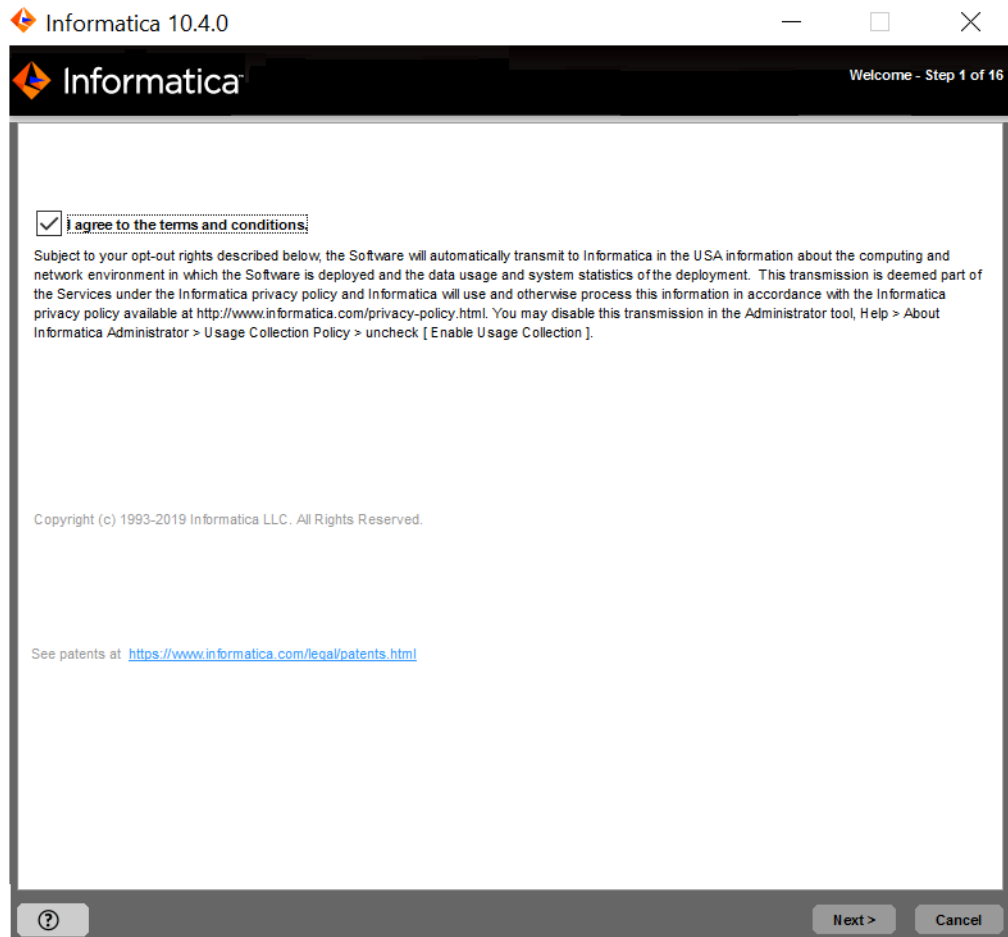 Informatica 10.4.0
Informatica
Welcome - Step 1 of 16
I agree to the terms and conditions.
Subject to your opt-out rights described below, the Software will automatically transmit to Informatica in the USA information about the computing and
network environment in which the Software is deployed and the data usage and system statistics of the deployment. This transmission is deemed part of
the Services under the Informatica privacy policy and Informatica will use and otherwise process this information in accordance with the Informatica
privacy policy available at http://www.informatica.com/privacy-policy.html. You may disable this transmission in the Administrator tool, Help > About
Informatica Administrator > Usage Collection Policy > uncheck [ Enable Usage Collection ].
Copyright (c) 1993-2019 Informatica LLC. All Rights Reserved.
See patents at https://www.informatica.com/legal/patents.html
?
Next >
Cancel